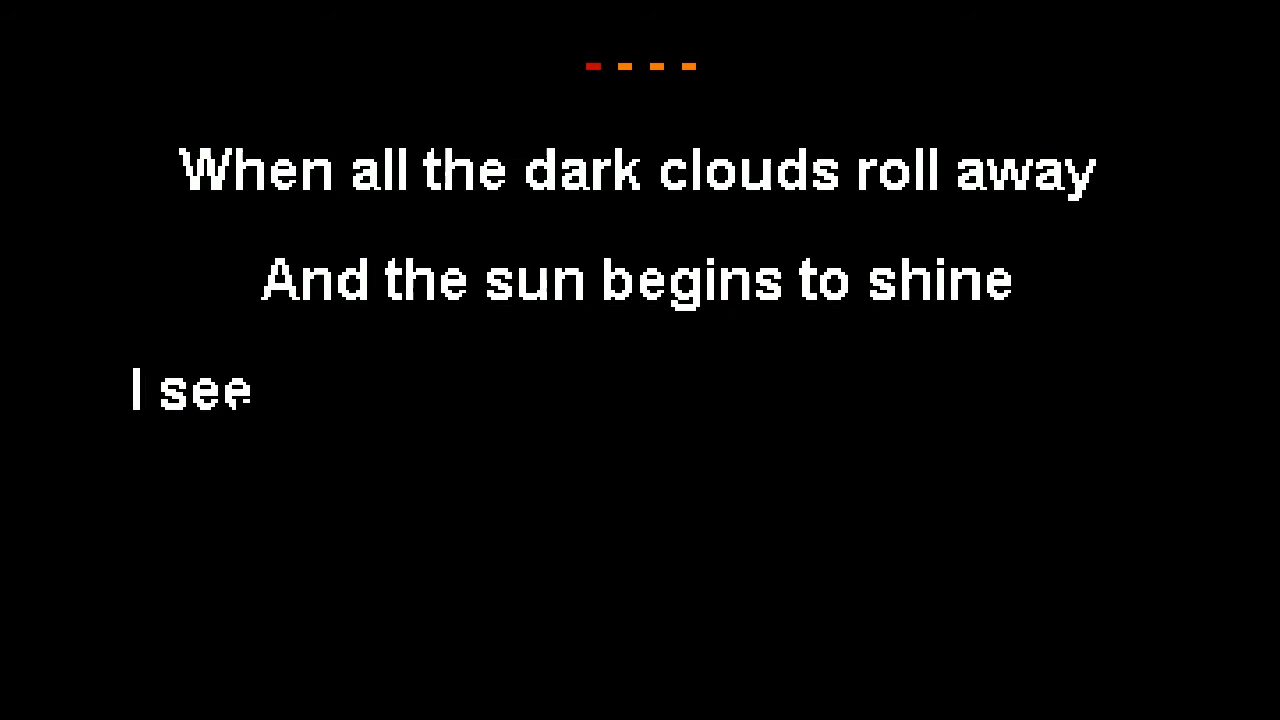 When all the dark clouds roll away
And the sun begins to shine
I see